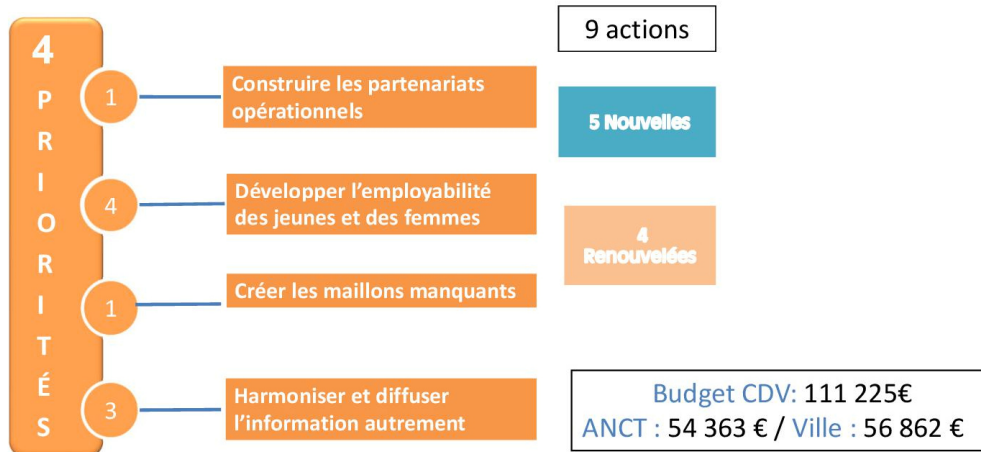 4
PRIORITÉS
1
Construire les partenariats
opérationnels
4
Développer l’employabilité
des jeunes et des femmes
1
Créer les maillons manquants
3
Harmoniser et diffuser
l’information autrement
9 actions
5 Nouvelles
4
Renouvelées
Budget CDV: 111 225€
ANCT : 54 363 € / Ville : 56 862 €